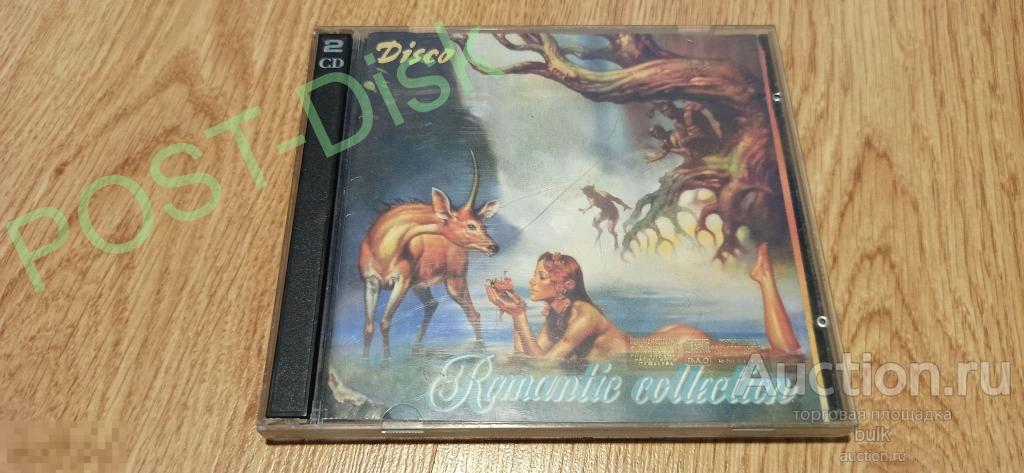 2
CD
Disco
Romantic collection
POST-Disk
Auction.ru
торговая площадка
bulk
auction.ru